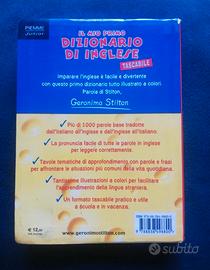 PIEMME
Junior
IL MIO PRIMO
DIZIONARIO
DI INGLESE
TASCABILE
Imparare l'inglese è facile e divertente
con questo primo dizionario tutto illustrato a colori.
Parola di Stilton,
Geronimo Stilton
Più di 1000 parole base tradotte
dall'italiano all'inglese e dall'inglese all'italiano.
La pronuncia facile di tutte le parole in inglese
per leggere correttamente.
Tavole tematiche di approfondimento con parole e frasi
per affrontare le situazioni più comuni della vita quotidiana.
Tantissime illustrazioni a colori per facilitare
l'apprendimento della lingua straniera.
Un formato tascabile pratico e utile
a scuola e in vacanza.
€ 12,
www.geronimostilton.com
subito